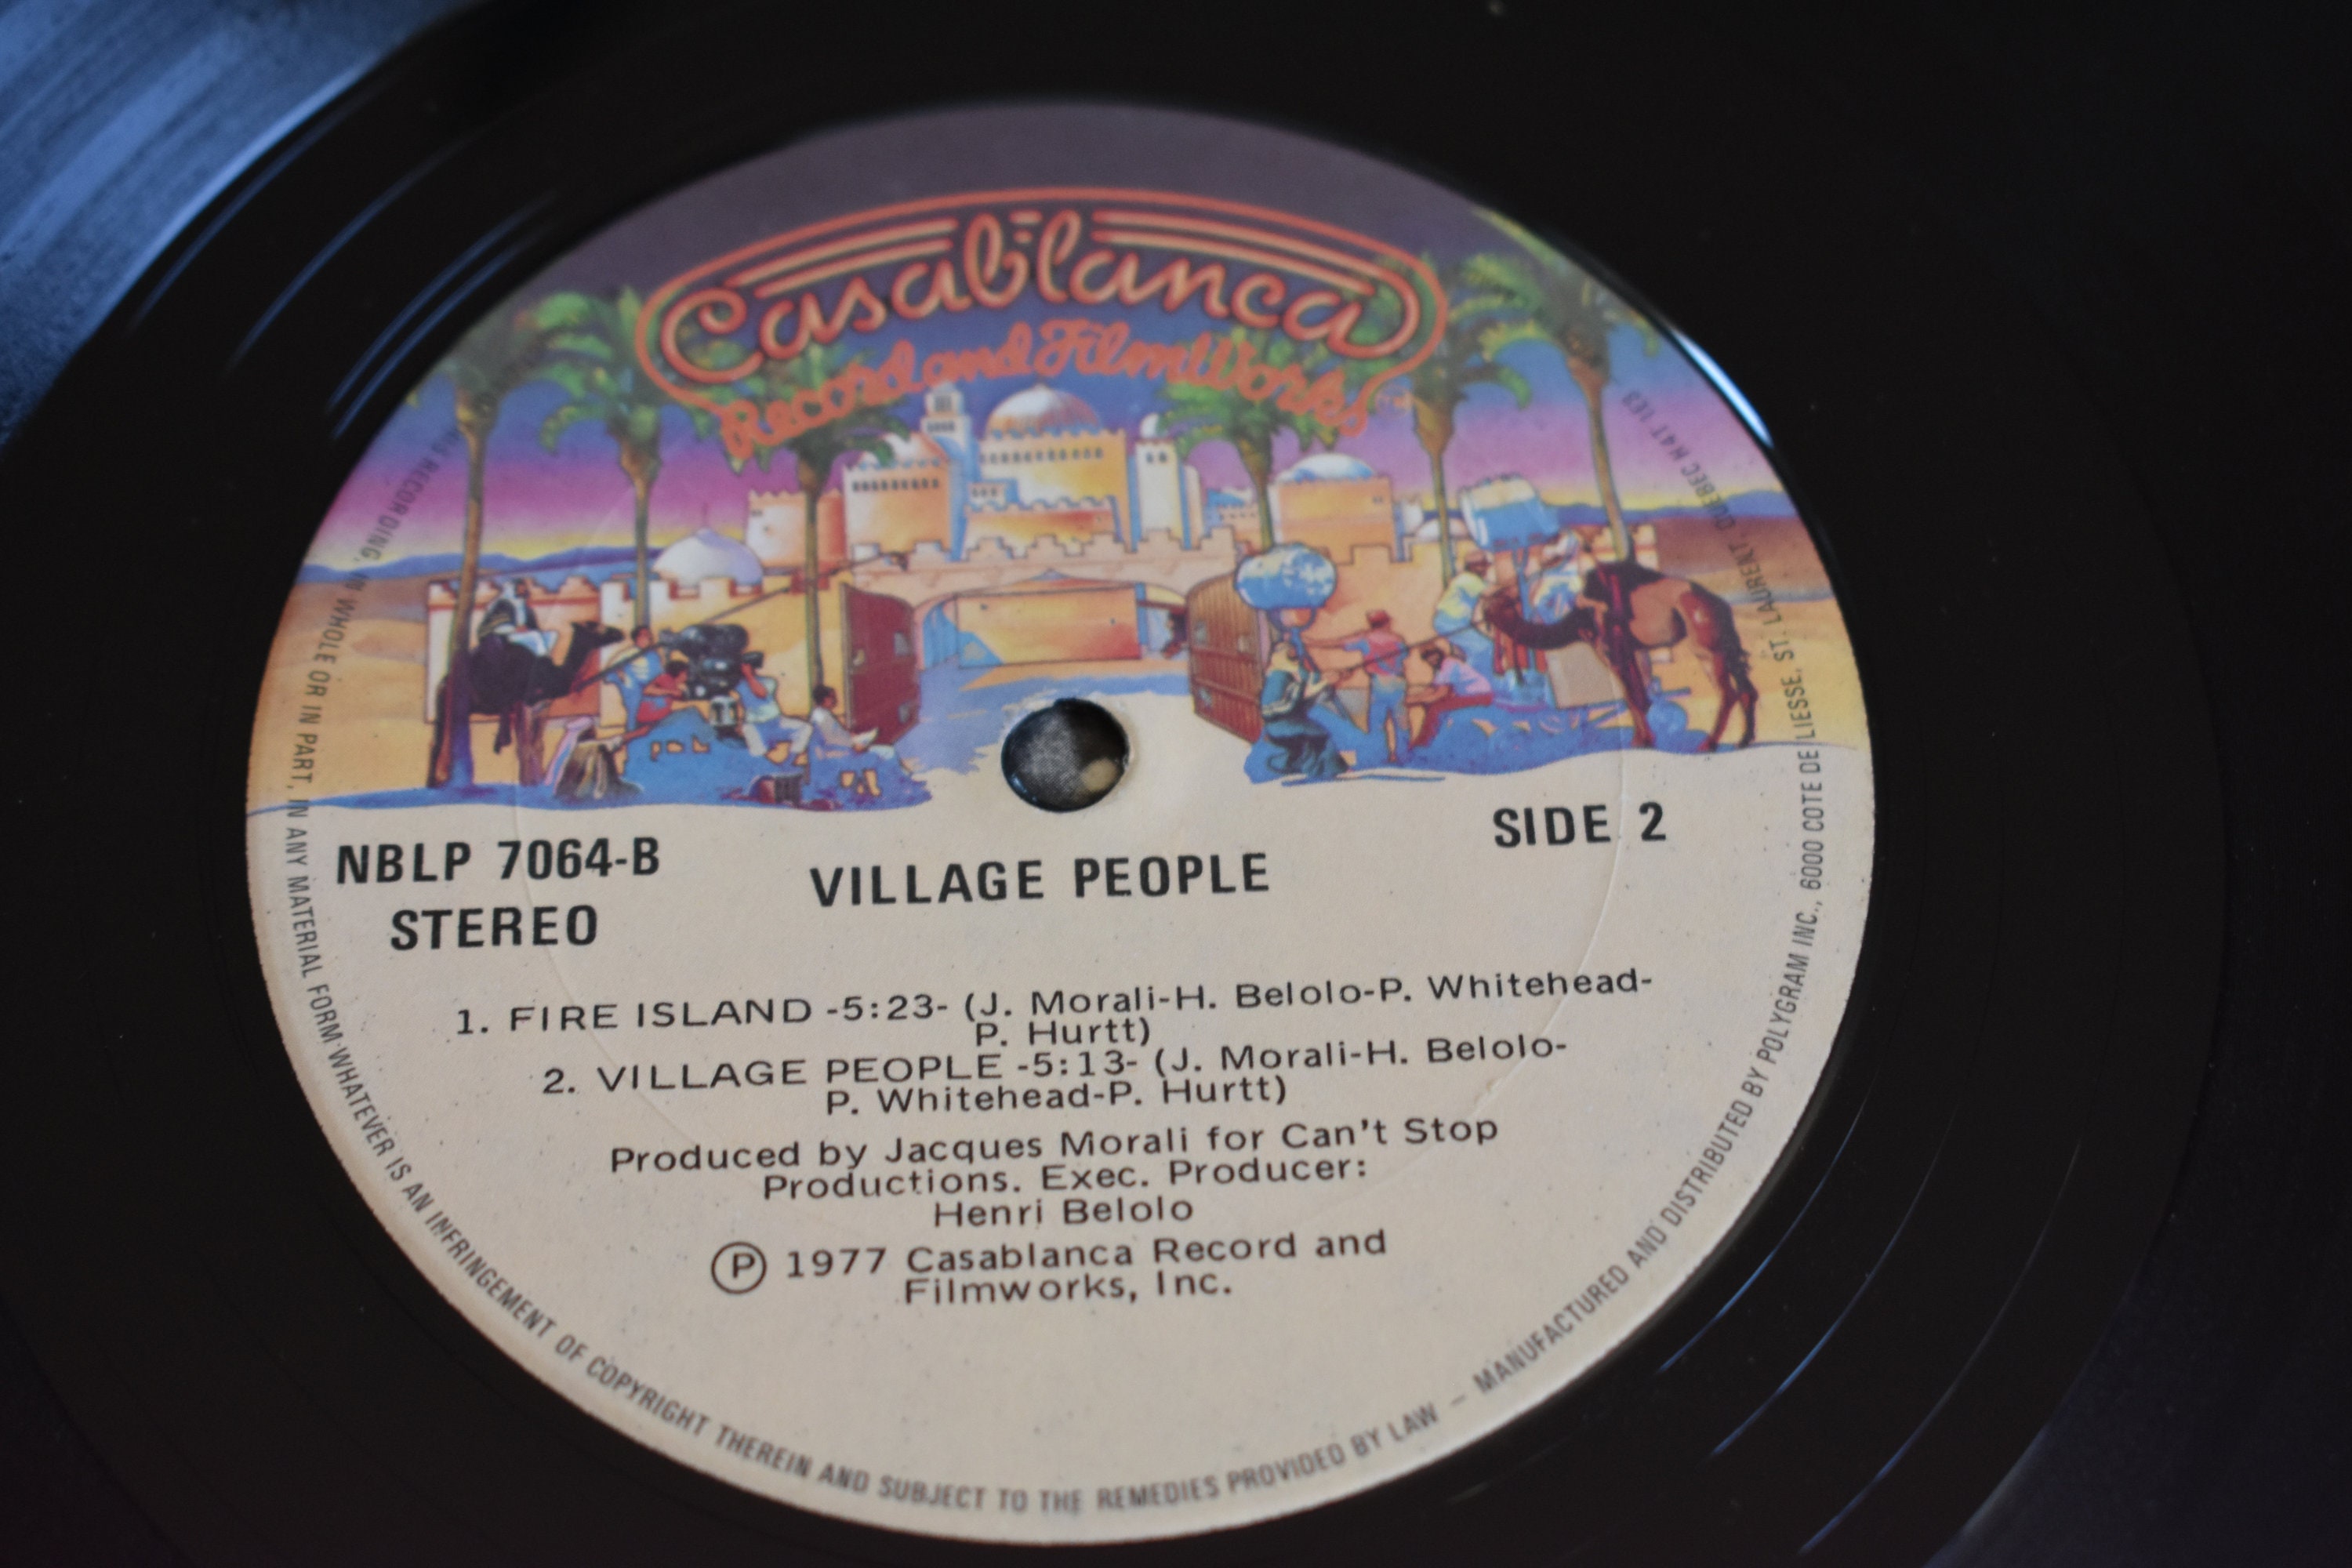 Casablanca
Record and FilmWorks
NBLP 7064-B
STEREO
VILLAGE PEOPLE
SIDE 2
1. FIRE ISLAND -5:23- (J. Morali-H. Belolo-P. Whitehead-
P. Hurtt)
2. VILLAGE PEOPLE -5:13- (J. Morali-H. Belolo-
P. Whitehead-P. Hurtt)
Produced by Jacques Morali for Can't Stop
Productions. Exec. Producer:
Henri Belolo
Ⓟ 1977 Casablanca Record and
Filmworks, Inc.
RECORDING, IN WHOLE OR IN PART, IN ANY MATERIAL FORM WHATEVER IS AN INFRINGEMENT OF COPYRIGHT THEREIN AND SUBJECT TO THE REMEDIES PROVIDED BY LAW – MANUFACTURED AND DISTRIBUTED BY POLYGRAM INC., 6000 COTE DE LIESSE, ST. LAURENT, QUEBEC H4T 1E3